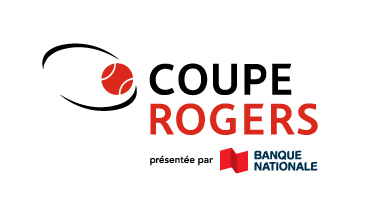 COUPE
ROGERS
présentée par BANQUE
NATIONALE